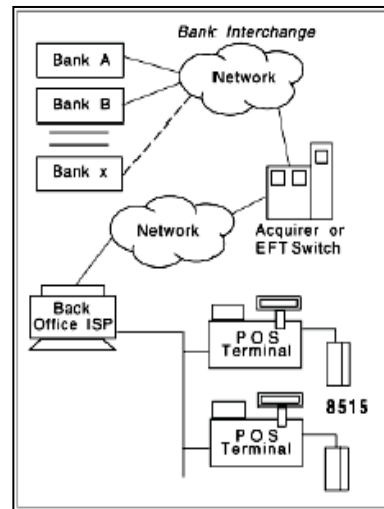 Bank Interchange
Bank A
Network
Bank B
Bank x
Acquirer or
EFT Switch
Network
Back
Office ISP
POS
Terminal
8515
POS
Terminal